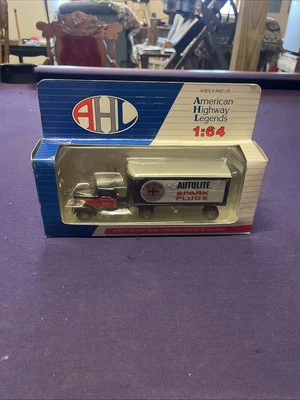 AGES 8 AND UP
AHL
American
Highway
Legends
1:64
AUTOLITE
SPARK
PLUGS